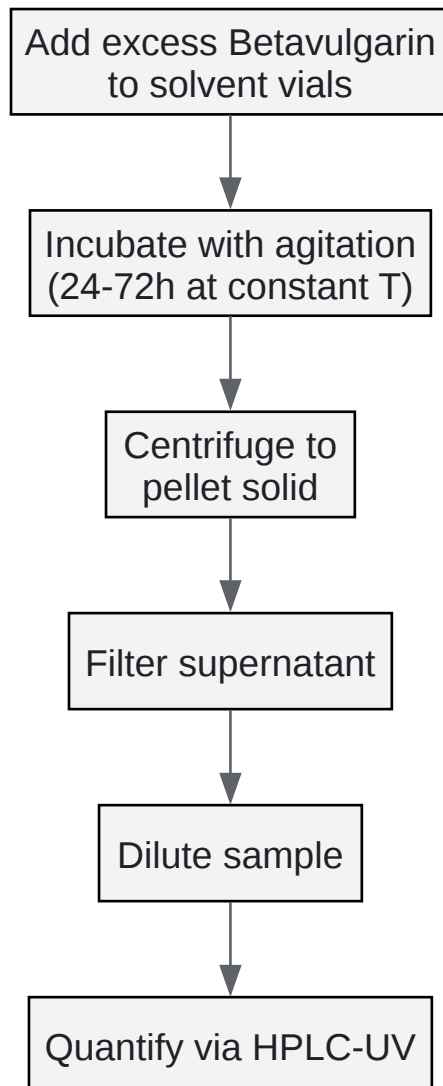 Add excess Betavulgarin
to solvent vials
Incubate with agitation
(24-72h at constant T)
Centrifuge to
pellet solid
Filter supernatant
Dilute sample
Quantify via HPLC-UV